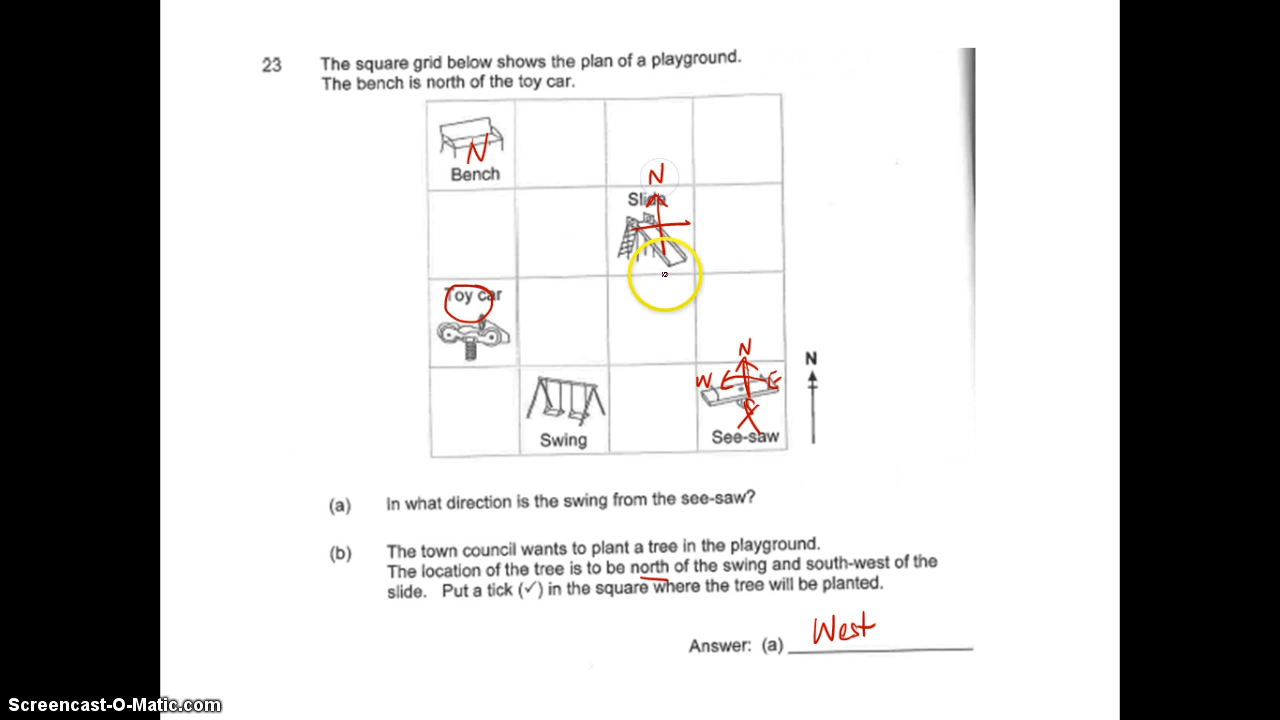 23 The square grid below shows the plan of a playground.
The bench is north of the toy car.
N
Bench
N
Slide
Toy car
N
N
W E
Swing
See-saw
(a) In what direction is the swing from the see-saw?
(b) The town council wants to plant a tree in the playground.
The location of the tree is to be north of the swing and south-west of the
slide. Put a tick (✓) in the square where the tree will be planted.
West
Answer: (a)
Screencast-O-Matic.com